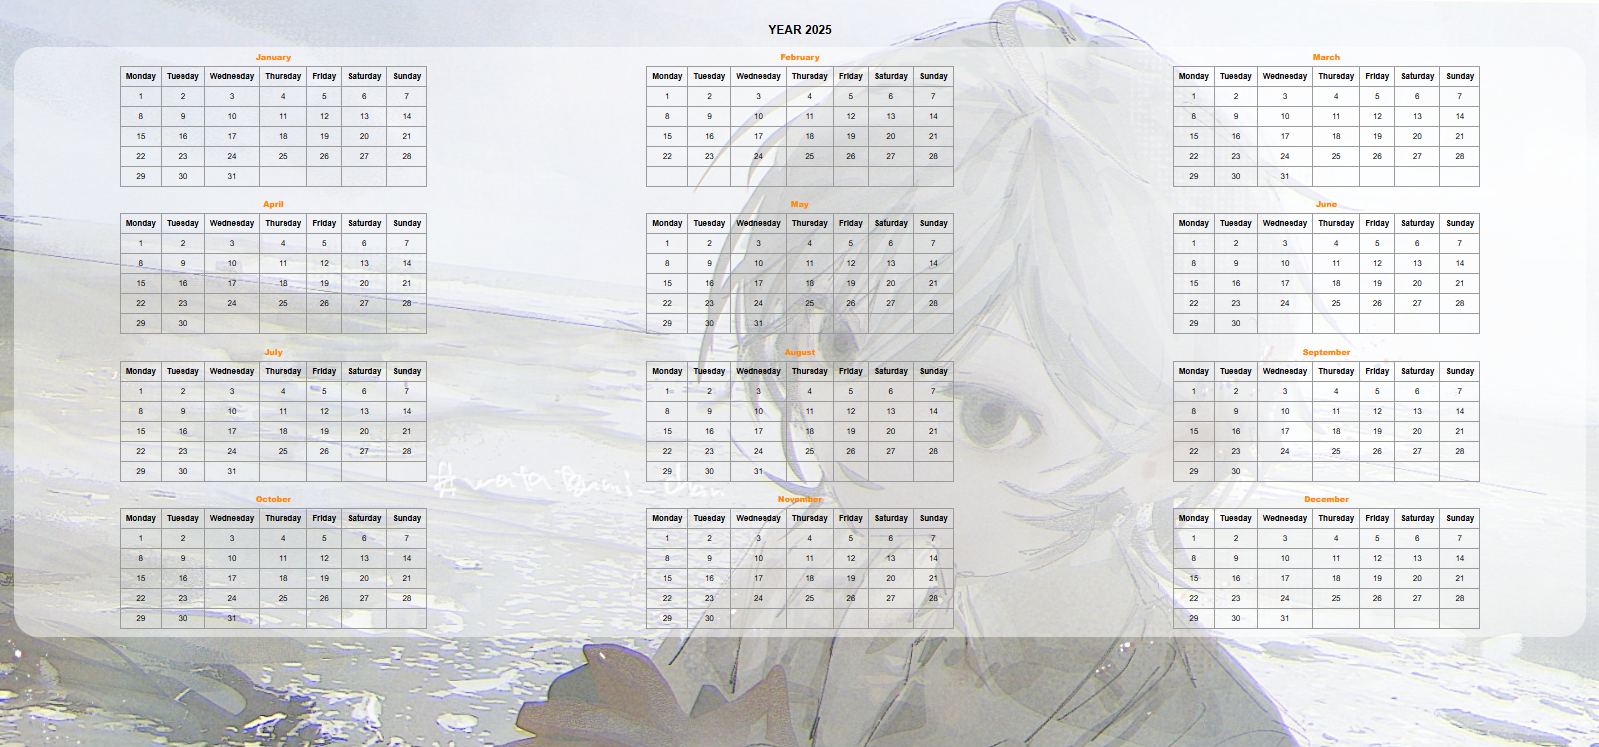 YEAR 2025
January
Monday Tuesday Wednesday Thursday Friday Saturday Sunday
1 2 3 4 5 6 7
8 9 10 11 12 13 14
15 16 17 18 19 20 21
22 23 24 25 26 27 28
29 30 31
February
Monday Tuesday Wednesday Thursday Friday Saturday Sunday
1 2 3 4 5 6 7
8 9 10 11 12 13 14
15 16 17 18 19 20 21
22 23 24 25 26 27 28
March
Monday Tuesday Wednesday Thursday Friday Saturday Sunday
1 2 3 4 5 6 7
8 9 10 11 12 13 14
15 16 17 18 19 20 21
22 23 24 25 26 27 28
29 30 31
April
Monday Tuesday Wednesday Thursday Friday Saturday Sunday
1 2 3 4 5 6 7
8 9 10 11 12 13 14
15 16 17 18 19 20 21
22 23 24 25 26 27 28
29 30
May
Monday Tuesday Wednesday Thursday Friday Saturday Sunday
1 2 3 4 5 6 7
8 9 10 11 12 13 14
15 16 17 18 19 20 21
22 23 24 25 26 27 28
29 30 31
June
Monday Tuesday Wednesday Thursday Friday Saturday Sunday
1 2 3 4 5 6 7
8 9 10 11 12 13 14
15 16 17 18 19 20 21
22 23 24 25 26 27 28
29 30
July
Monday Tuesday Wednesday Thursday Friday Saturday Sunday
1 2 3 4 5 6 7
8 9 10 11 12 13 14
15 16 17 18 19 20 21
22 23 24 25 26 27 28
29 30 31
August
Monday Tuesday Wednesday Thursday Friday Saturday Sunday
1 2 3 4 5 6 7
8 9 10 11 12 13 14
15 16 17 18 19 20 21
22 23 24 25 26 27 28
29 30 31
September
Monday Tuesday Wednesday Thursday Friday Saturday Sunday
1 2 3 4 5 6 7
8 9 10 11 12 13 14
15 16 17 18 19 20 21
22 23 24 25 26 27 28
29 30
October
Monday Tuesday Wednesday Thursday Friday Saturday Sunday
1 2 3 4 5 6 7
8 9 10 11 12 13 14
15 16 17 18 19 20 21
22 23 24 25 26 27 28
29 30 31
November
Monday Tuesday Wednesday Thursday Friday Saturday Sunday
1 2 3 4 5 6 7
8 9 10 11 12 13 14
15 16 17 18 19 20 21
22 23 24 25 26 27 28
29 30
December
Monday Tuesday Wednesday Thursday Friday Saturday Sunday
1 2 3 4 5 6 7
8 9 10 11 12 13 14
15 16 17 18 19 20 21
22 23 24 25 26 27 28
29 30 31